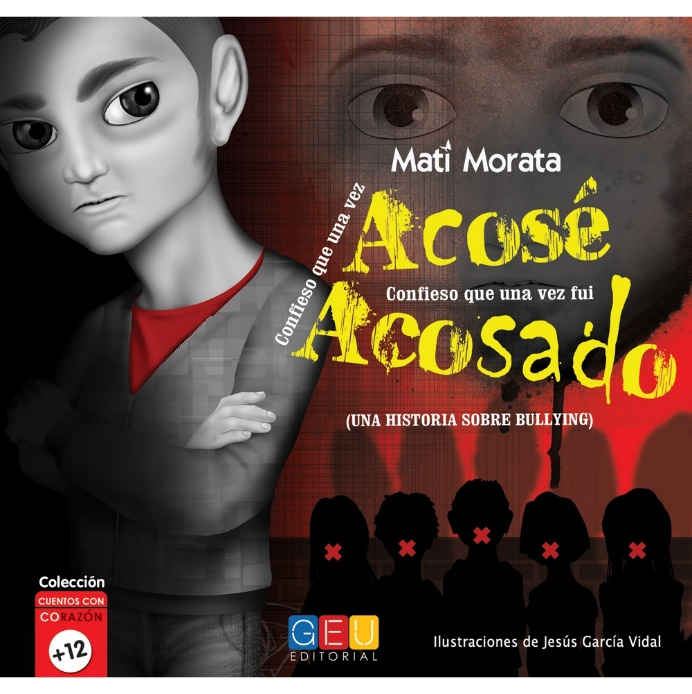 Mati Morata
Confieso que una vez
Acosé
Confieso que una vez fui
Acosado
(UNA HISTORIA SOBRE BULLYING)
Colección
CUENTOS CON
CORAZÓN
+12
GEU
EDITORIAL
Ilustraciones de Jesús García Vidal